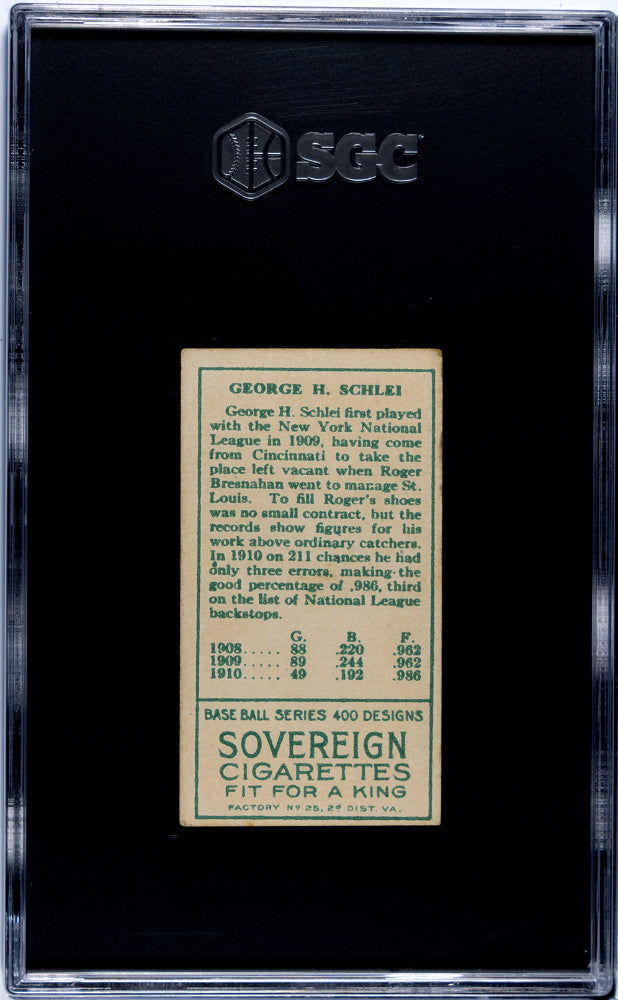 SGC
GEORGE H. SCHLEI
George H. Schlei first played
with the New York National
League in 1909, having come
from Cincinnati to take the
place left vacant when Roger
Bresnahan went to manage St.
Louis. To fill Roger's shoes
was no small contract, but the
records show figures for his
work above ordinary catchers.
In 1910 on 211 chances he had
only three errors, making the
good percentage of .986, third
on the list of National League
backstops.
G. B. F.
1908..... 88 .220 .962
1909..... 89 .244 .962
1910..... 49 .192 .986
BASE BALL SERIES 400 DESIGNS
SOVEREIGN
CIGARETTES
FIT FOR A KING
FACTORY Nº 25, 2d DIST. VA.